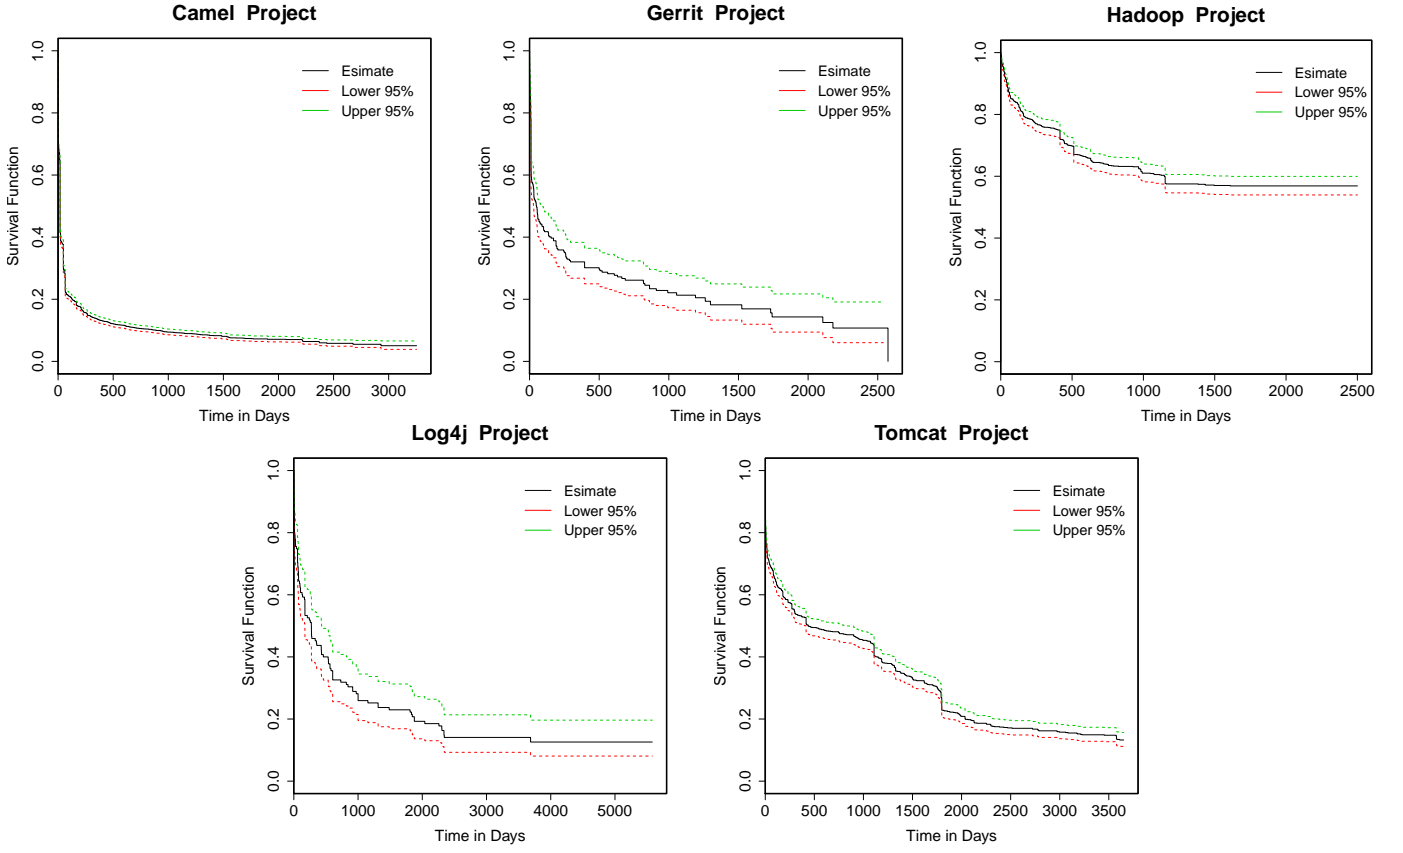 Camel  Project
Survival Function
1.0
0.8
0.6
0.4
0.2
0.0
Esimate
Lower 95%
Upper 95%
0 500 1000 1500 2000 2500 3000
Time in Days
Gerrit  Project
Survival Function
1.0
0.8
0.6
0.4
0.2
0.0
Esimate
Lower 95%
Upper 95%
0 500 1000 1500 2000 2500
Time in Days
Hadoop  Project
Survival Function
1.0
0.8
0.6
0.4
0.2
0.0
Esimate
Lower 95%
Upper 95%
0 500 1000 1500 2000 2500
Time in Days
Log4j  Project
Survival Function
1.0
0.8
0.6
0.4
0.2
0.0
Esimate
Lower 95%
Upper 95%
0 1000 2000 3000 4000 5000
Time in Days
Tomcat  Project
Survival Function
1.0
0.8
0.6
0.4
0.2
0.0
Esimate
Lower 95%
Upper 95%
0 500 1000 1500 2000 2500 3000 3500
Time in Days